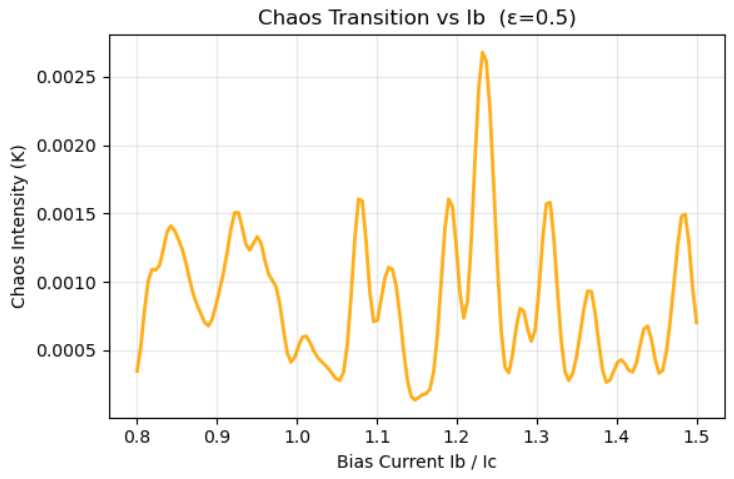 Chaos Transition vs Ib (ε=0.5)
Chaos Intensity (K)
0.0025
0.0020
0.0015
0.0010
0.0005
0.8 0.9 1.0 1.1 1.2 1.3 1.4 1.5
Bias Current Ib / Ic